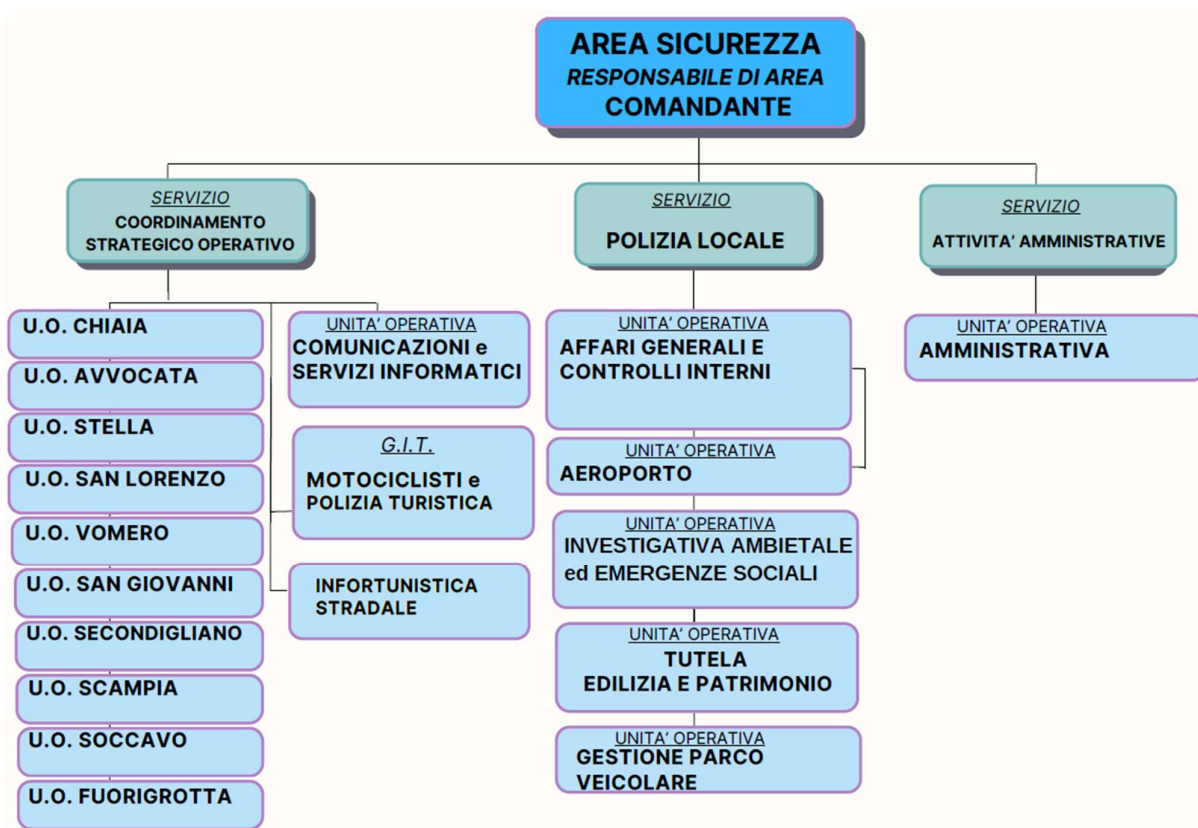 AREA SICUREZZA
RESPONSABILE DI AREA
COMANDANTE
SERVIZIO
COORDINAMENTO
STRATEGICO OPERATIVO
U.O. CHIAIA
U.O. AVVOCATA
U.O. STELLA
U.O. SAN LORENZO
U.O. VOMERO
U.O. SAN GIOVANNI
U.O. SECONDIGLIANO
U.O. SCAMPIA
U.O. SOCCAVO
U.O. FUORIGROTTA
UNITA' OPERATIVA
COMUNICAZIONI e
SERVIZI INFORMATICI
G.I.T.
MOTOCICLISTI e
POLIZIA TURISTICA
INFORTUNISTICA
STRADALE
SERVIZIO
POLIZIA LOCALE
UNITA' OPERATIVA
AFFARI GENERALI E
CONTROLLI INTERNI
UNITA' OPERATIVA
AEROPORTO
UNITA' OPERATIVA
INVESTIGATIVA AMBIETALE
ed EMERGENZE SOCIALI
UNITA' OPERATIVA
TUTELA
EDILIZIA E PATRIMONIO
UNITA' OPERATIVA
GESTIONE PARCO
VEICOLARE
SERVIZIO
ATTIVITA' AMMINISTRATIVE
UNITA' OPERATIVA
AMMINISTRATIVA